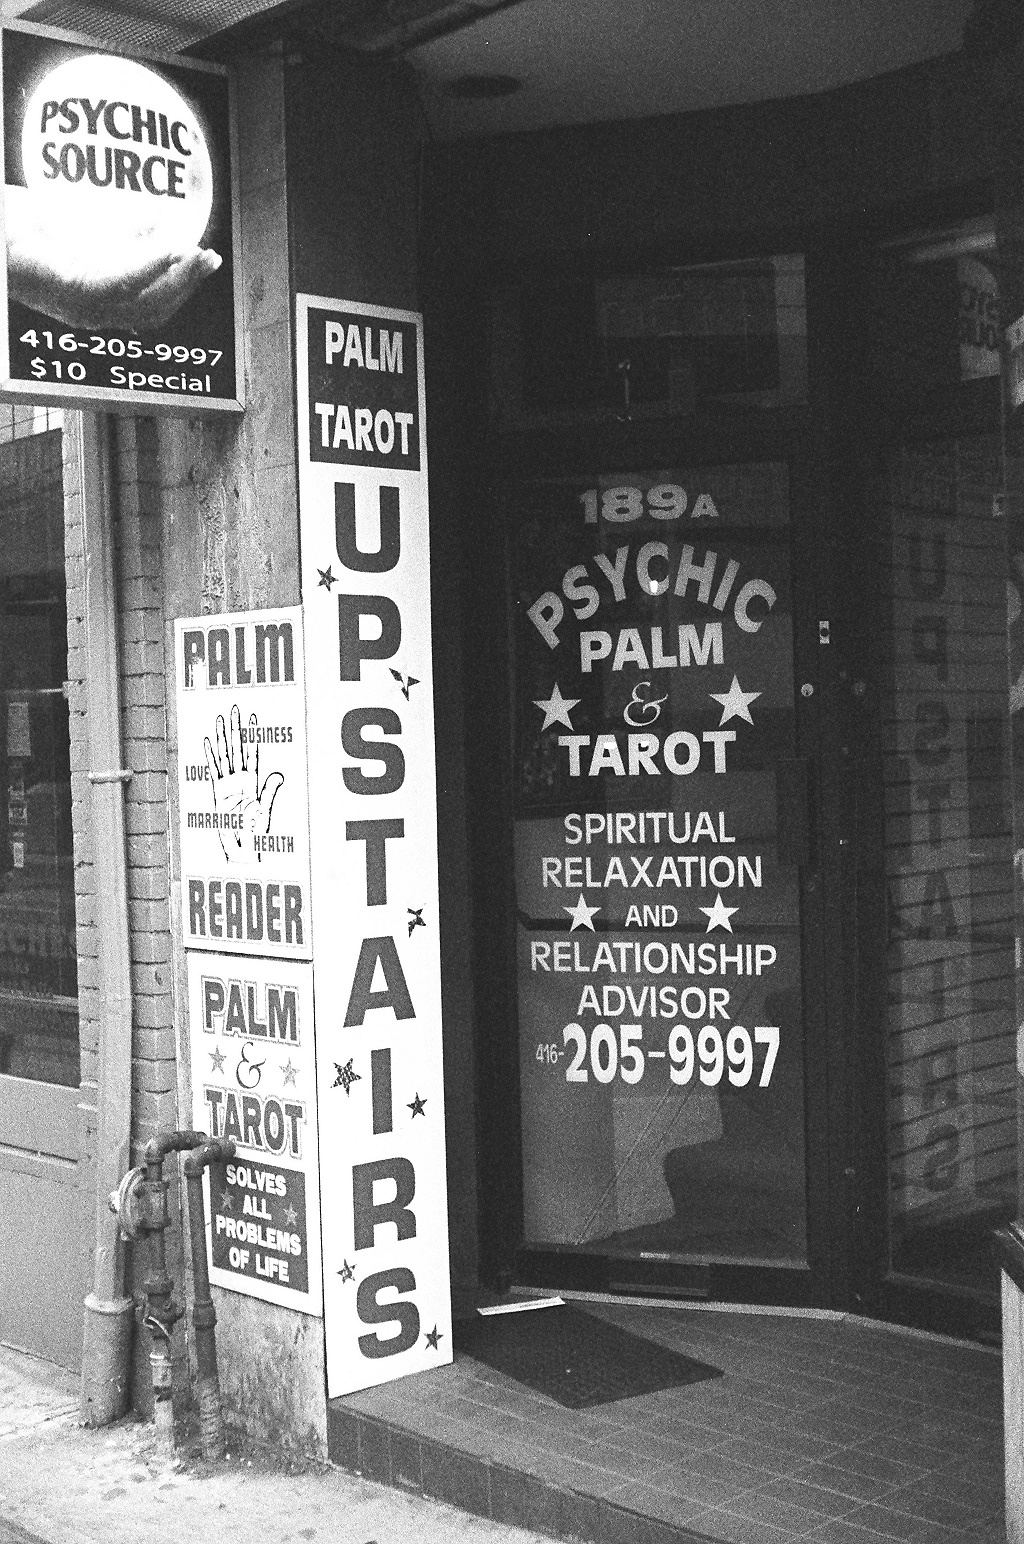 PSYCHIC
SOURCE
416-205-9997
$10 Special
PALM
TAROT
UPSTAIRS
PALM
BUSINESS
LOVE
MARRIAGE
HEALTH
READER
PALM
&
TAROT
SOLVES
ALL
PROBLEMS
OF LIFE
189A
PSYCHIC
PALM
&
TAROT
SPIRITUAL
RELAXATION
AND
RELATIONSHIP
ADVISOR
416-205-9997
UPSTAIRS